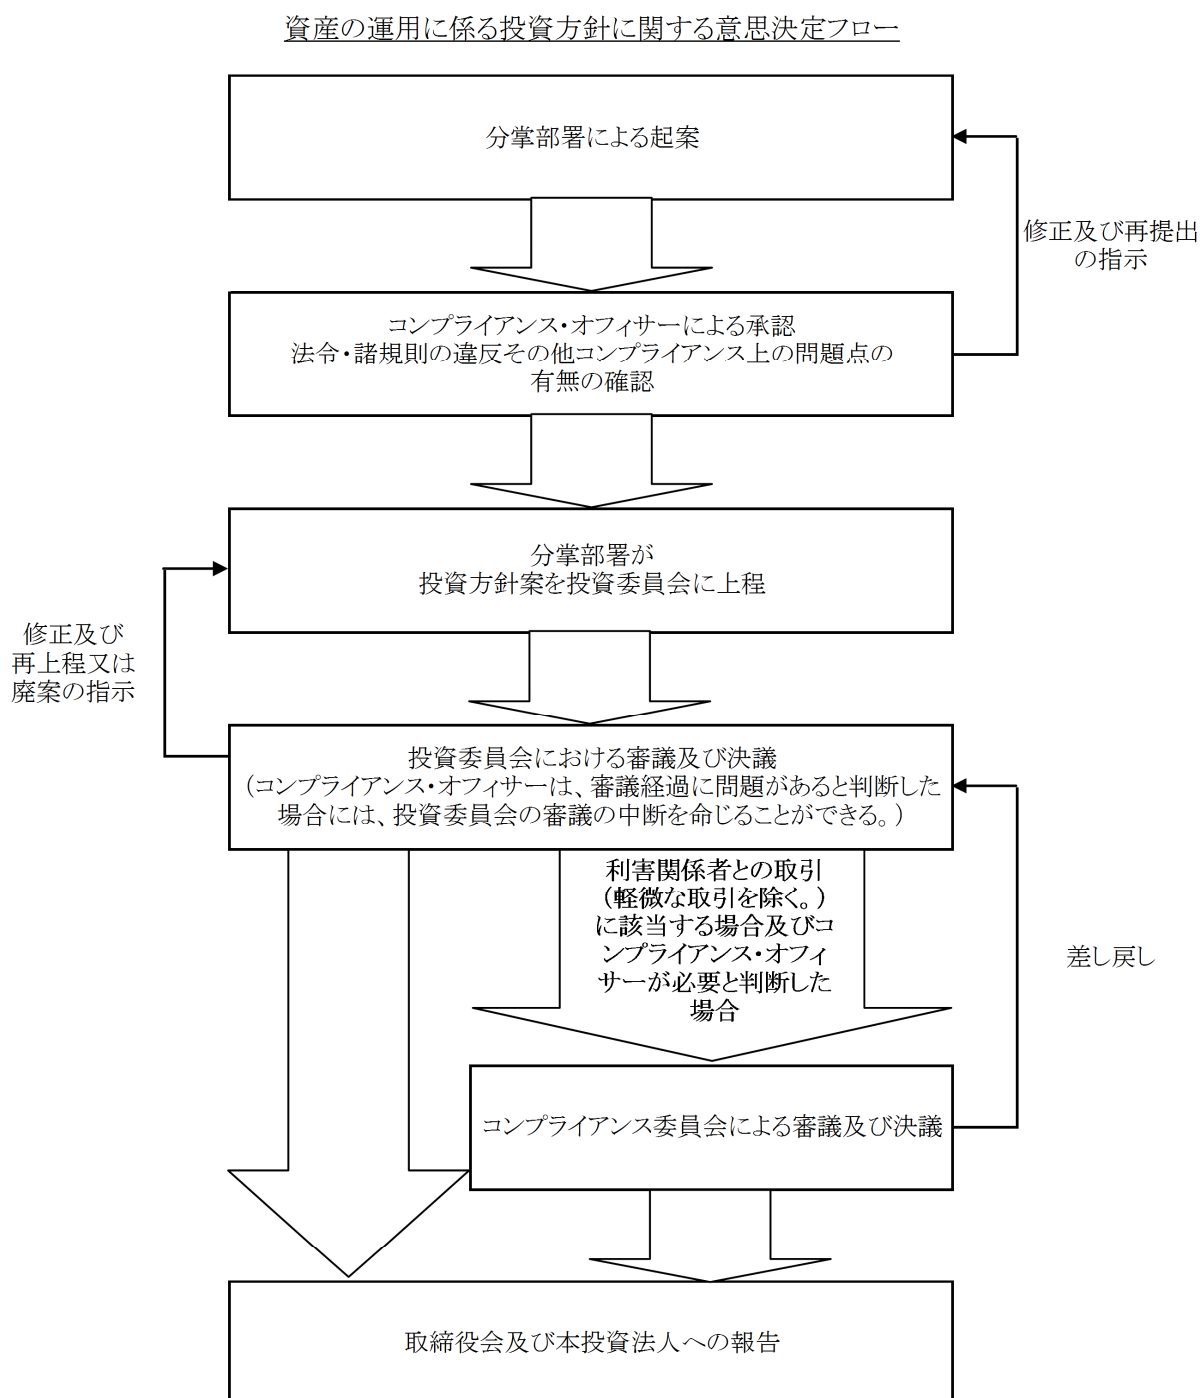 資産の運用に係る投資方針に関する意思決定フロー
分掌部署による起案
修正及び再提出
の指示
コンプライアンス・オフィサーによる承認
法令・諸規則の違反その他コンプライアンス上の問題点の
有無の確認
分掌部署が
投資方針案を投資委員会に上程
修正及び
再上程又は
廃案の指示
投資委員会における審議及び決議
(コンプライアンス・オフィサーは、審議経過に問題があると判断した
場合には、投資委員会の審議の中断を命じることができる。)
利害関係者との取引
(軽微な取引を除く。)
に該当する場合及びコ
ンプライアンス・オフィ
サーが必要と判断した
場合
差し戻し
コンプライアンス委員会による審議及び決議
取締役会及び本投資法人への報告